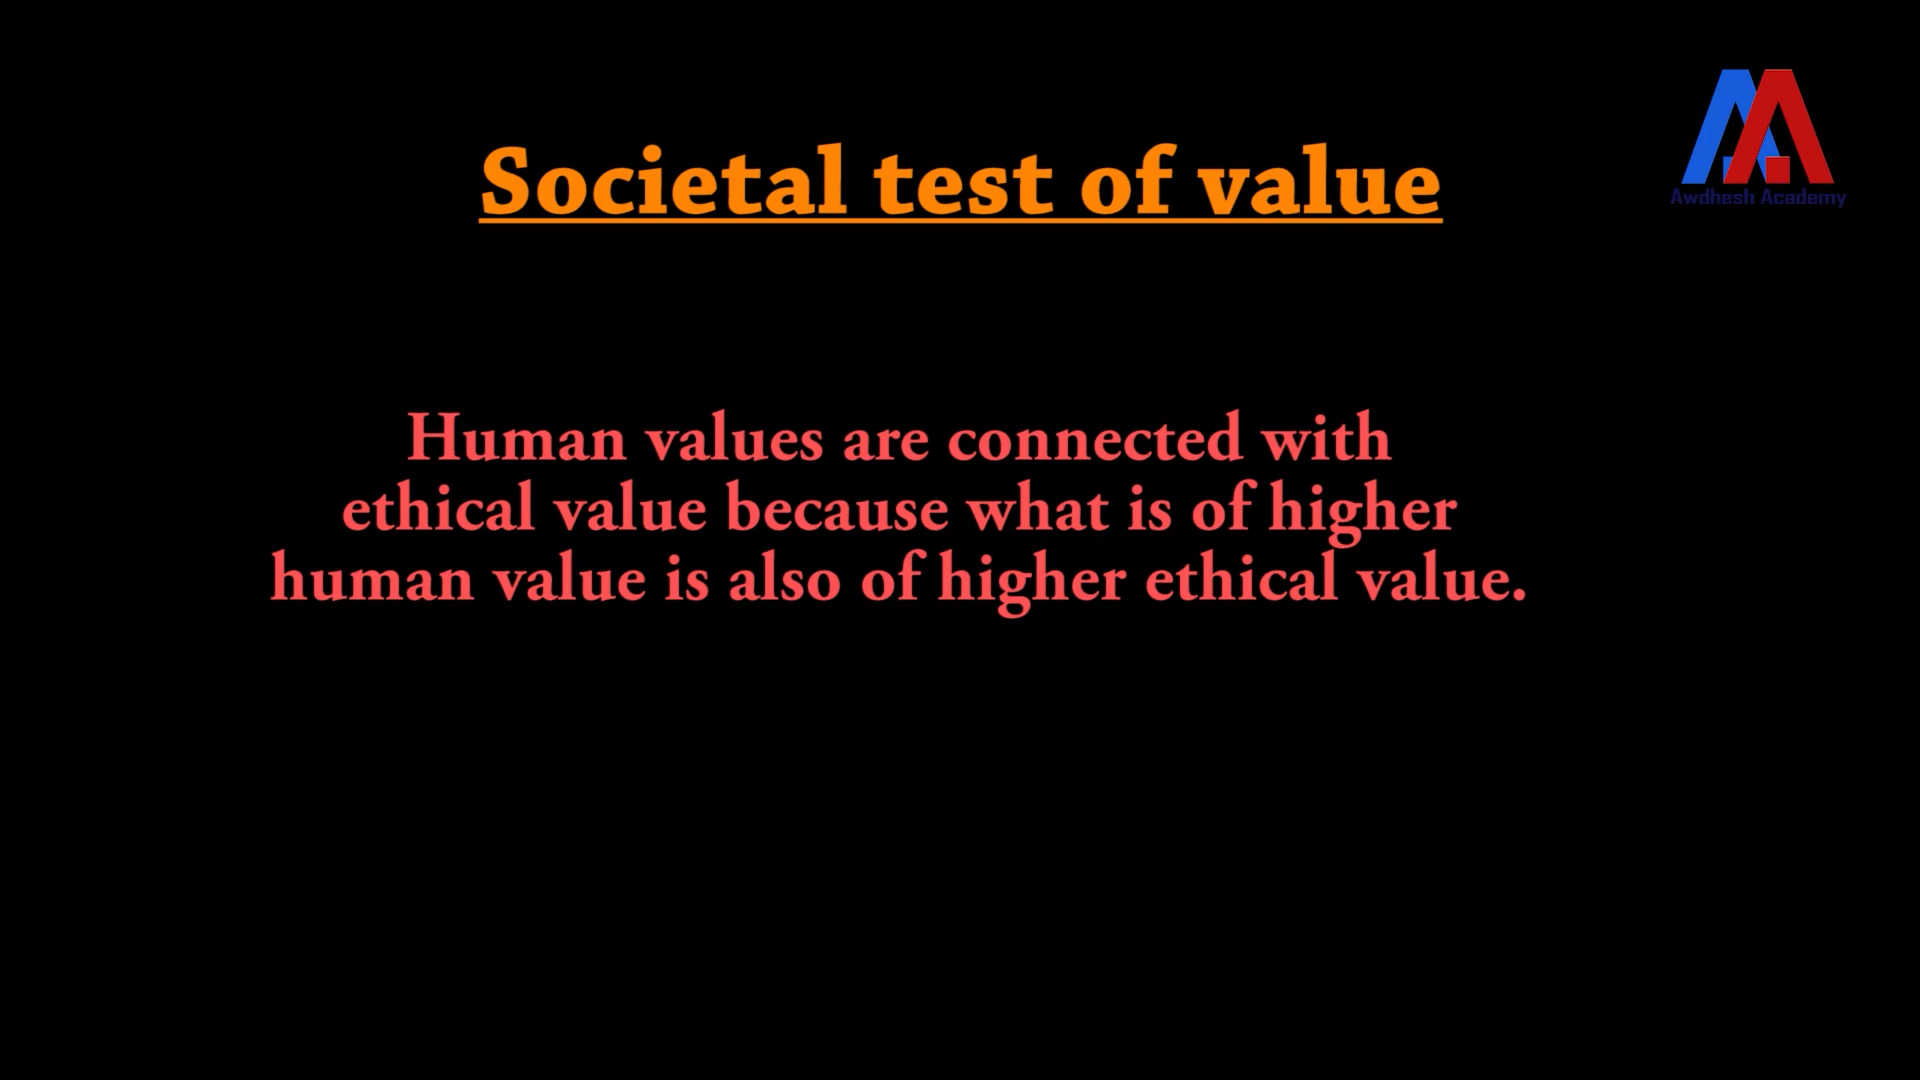 Societal test of value
Awdhesh Academy
Human values are connected with
ethical value because what is of higher
human value is also of higher ethical value.